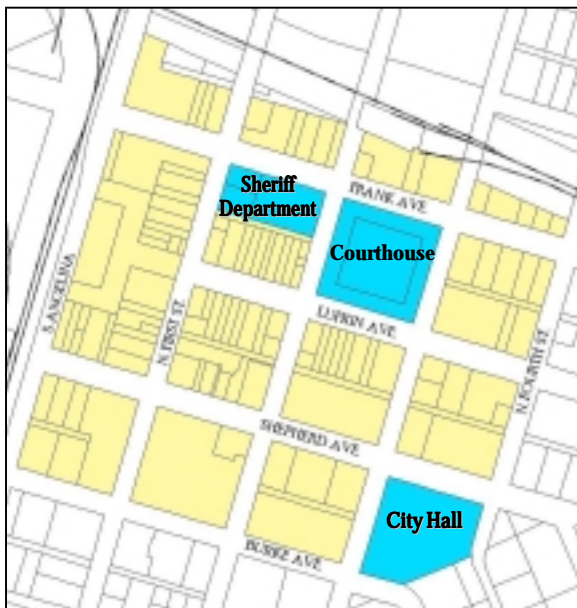 Sheriff
Department
FRANK AVE
Courthouse
S ANGELINA
LUFKIN AVE
N. FIRST ST
N. FOURTH ST
SHEPHERD AVE
City Hall
BURKE AVE